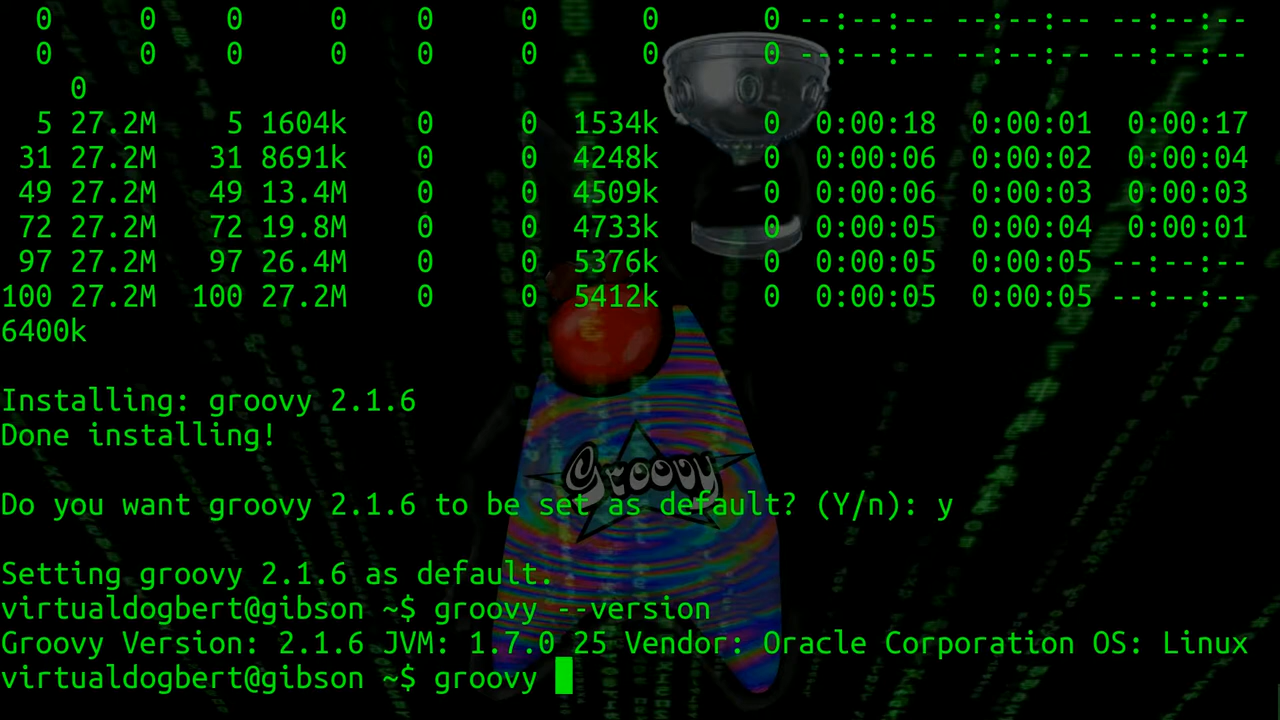 0 0 0 0 0 0 0 0 --:--:-- --:--:-- --:--:--
0 0 0 0 0 0 0 0 --:--:-- --:--:-- --:--:--
0
5 27.2M 5 1604k 0 0 1534k 0 0:00:18 0:00:01 0:00:17
31 27.2M 31 8691k 0 0 4248k 0 0:00:06 0:00:02 0:00:04
49 27.2M 49 13.4M 0 0 4509k 0 0:00:06 0:00:03 0:00:03
72 27.2M 72 19.8M 0 0 4733k 0 0:00:05 0:00:04 0:00:01
97 27.2M 97 26.4M 0 0 5376k 0 0:00:05 0:00:05 --:--:--
100 27.2M 100 27.2M 0 0 5412k 0 0:00:05 0:00:05 --:--:--
6400k
Installing: groovy 2.1.6
Done installing!
Groovy
Do you want groovy 2.1.6 to be set as default? (Y/n): y
Setting groovy 2.1.6 as default.
virtualdogbert@gibson ~$ groovy --version
Groovy Version: 2.1.6 JVM: 1.7.0_25 Vendor: Oracle Corporation OS: Linux
virtualdogbert@gibson ~$ groovy